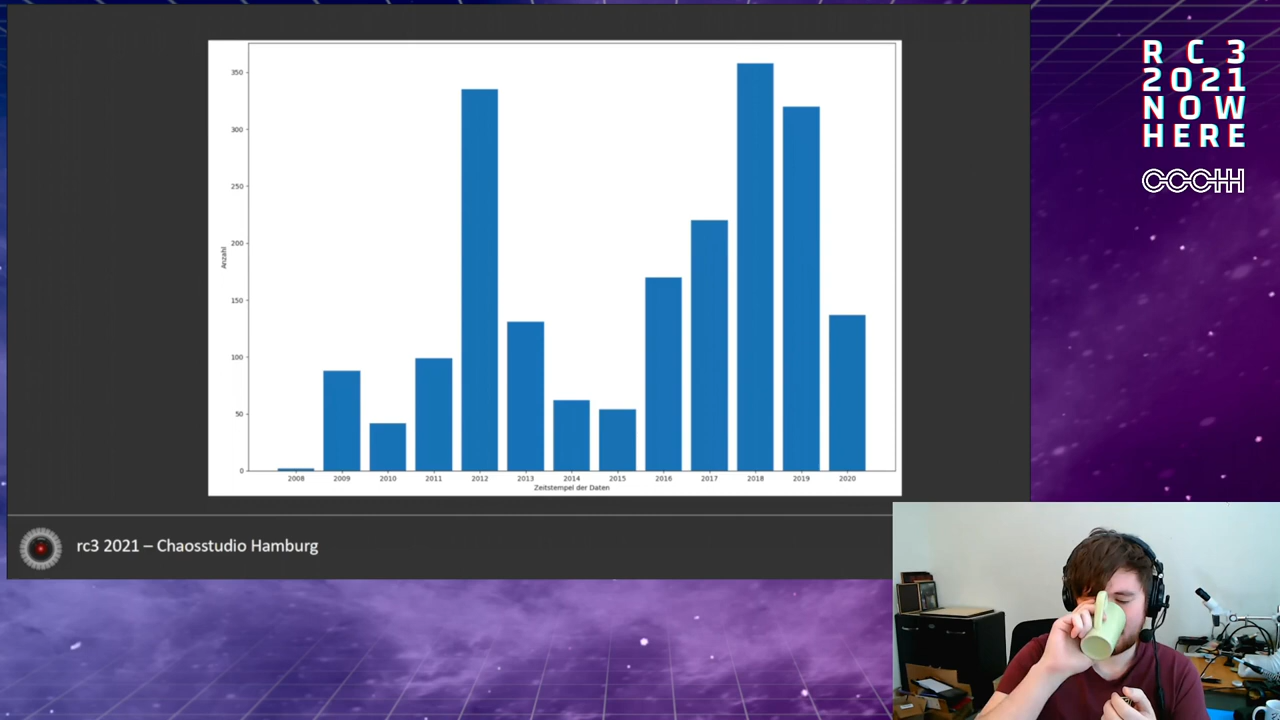 350
300
250
200
150
100
50
0
Anzahl
2008 2009 2010 2011 2012 2013 2014 2015 2016 2017 2018 2019 2020
Zeitstempel der Daten
rc3 2021 – Chaosstudio Hamburg
R C 3
2021
NOW
HERE
CCCHH